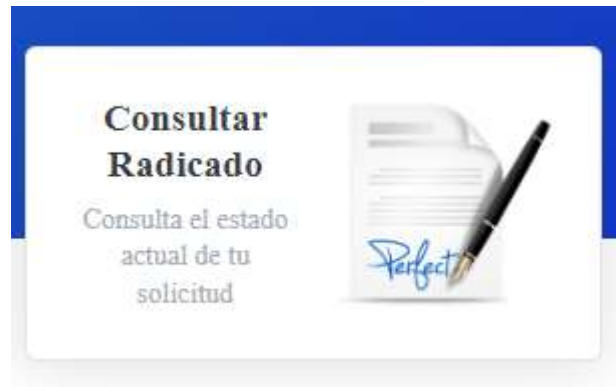 Consultar
Radicado
Consulta el estado
actual de tu
solicitud
Perfect